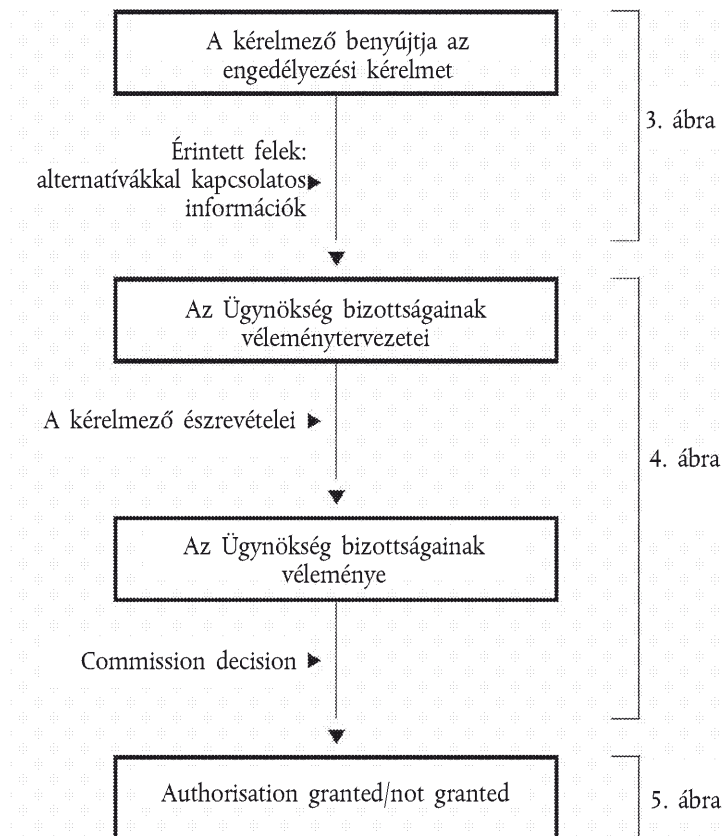 A kérelmező benyújtja az
engedélyezési kérelmet
3. ábra
Érintett felek:
alternatívákkal kapcsolatos
információk
Az Ügynökség bizottságainak
véleménytervezetei
A kérelmező észrevételei
4. ábra
Az Ügynökség bizottságainak
véleménye
Commission decision
Authorisation granted/not granted
5. ábra